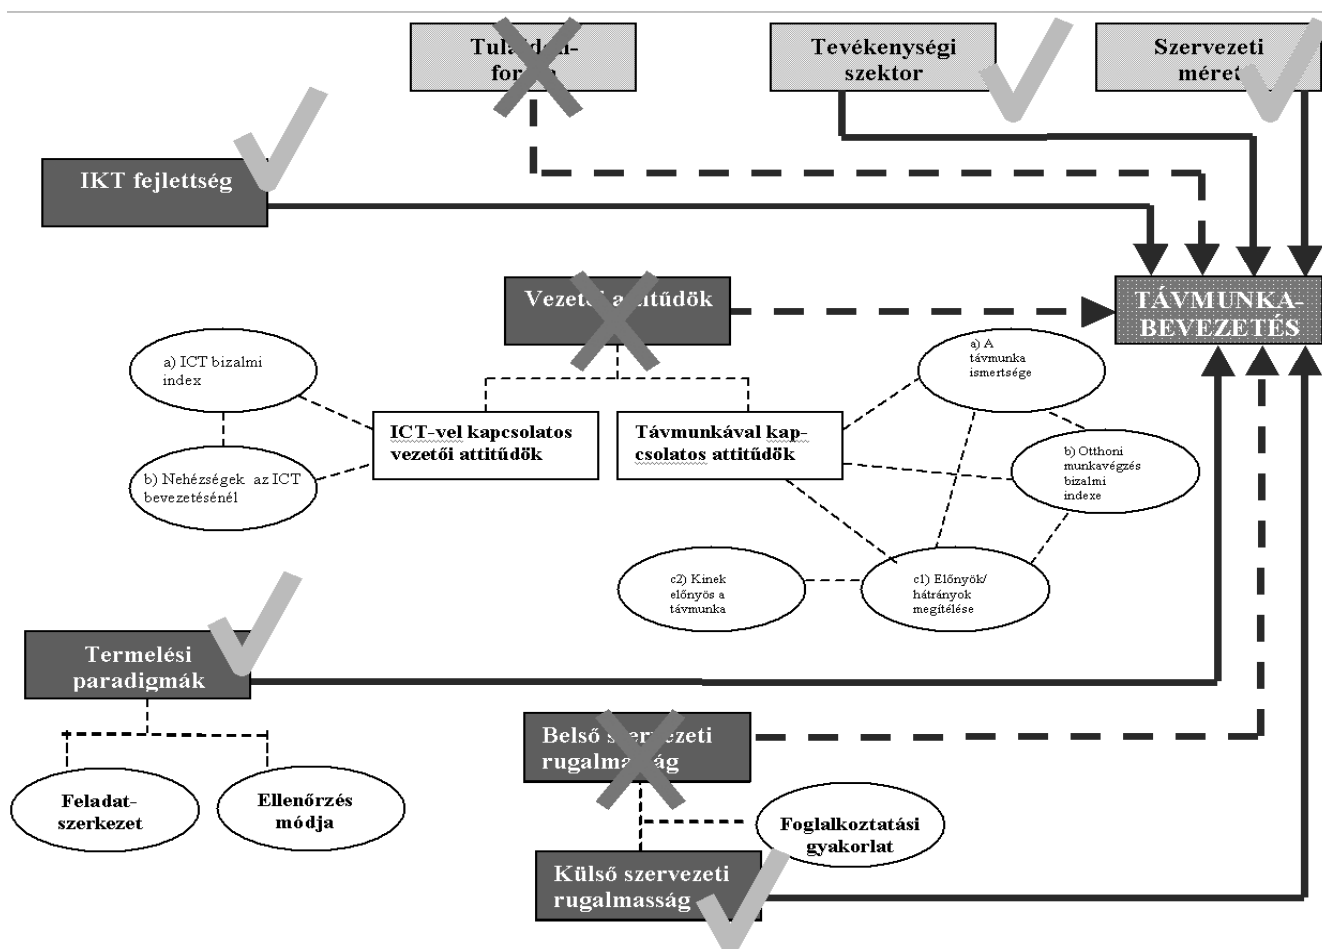 Tulajdon-
forma
Tevékenységi
szektor
Szervezeti
méret
IKT fejlettség
Vezetői attitűdök
TÁVMUNKA-
BEVEZETÉS
a) ICT bizalmi
index
a) A
távmunka
ismertsége
ICT-vel kapcsolatos
vezetői attitűdök
Távmunkával kap-
csolatos attitűdök
b) Nehézségek az ICT
bevezetésénél
b) Otthoni
munkavégzés
bizalmi
indexe
c2) Kinek
előnyös a
távmunka
c1) Előnyök/
hátrányok
megítélése
Termelési
paradigmák
Belső szervezeti
rugalmasság
Feladat-
szerkezet
Ellenőrzés
módja
Foglalkoztatási
gyakorlat
Külső szervezeti
rugalmasság